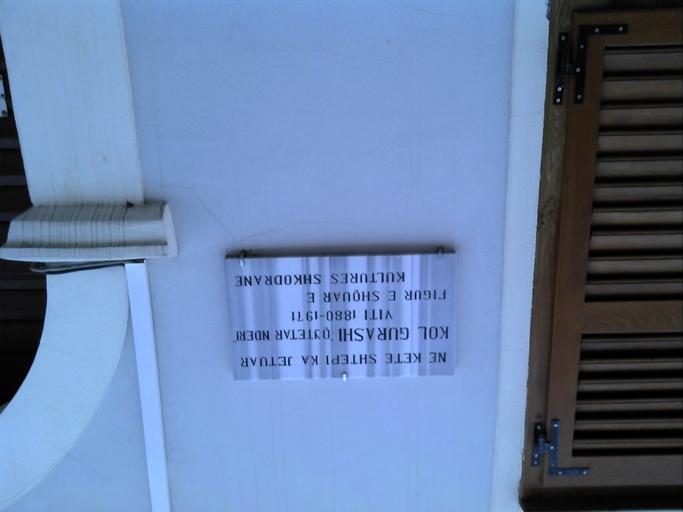 NE KETE SHTEPI KA JETUAR
KOL GURASHI "QYTETAR NDERI"
VITI 1880-1971
FIGUR E SHQUAR E
KULTURES SHKODRANE